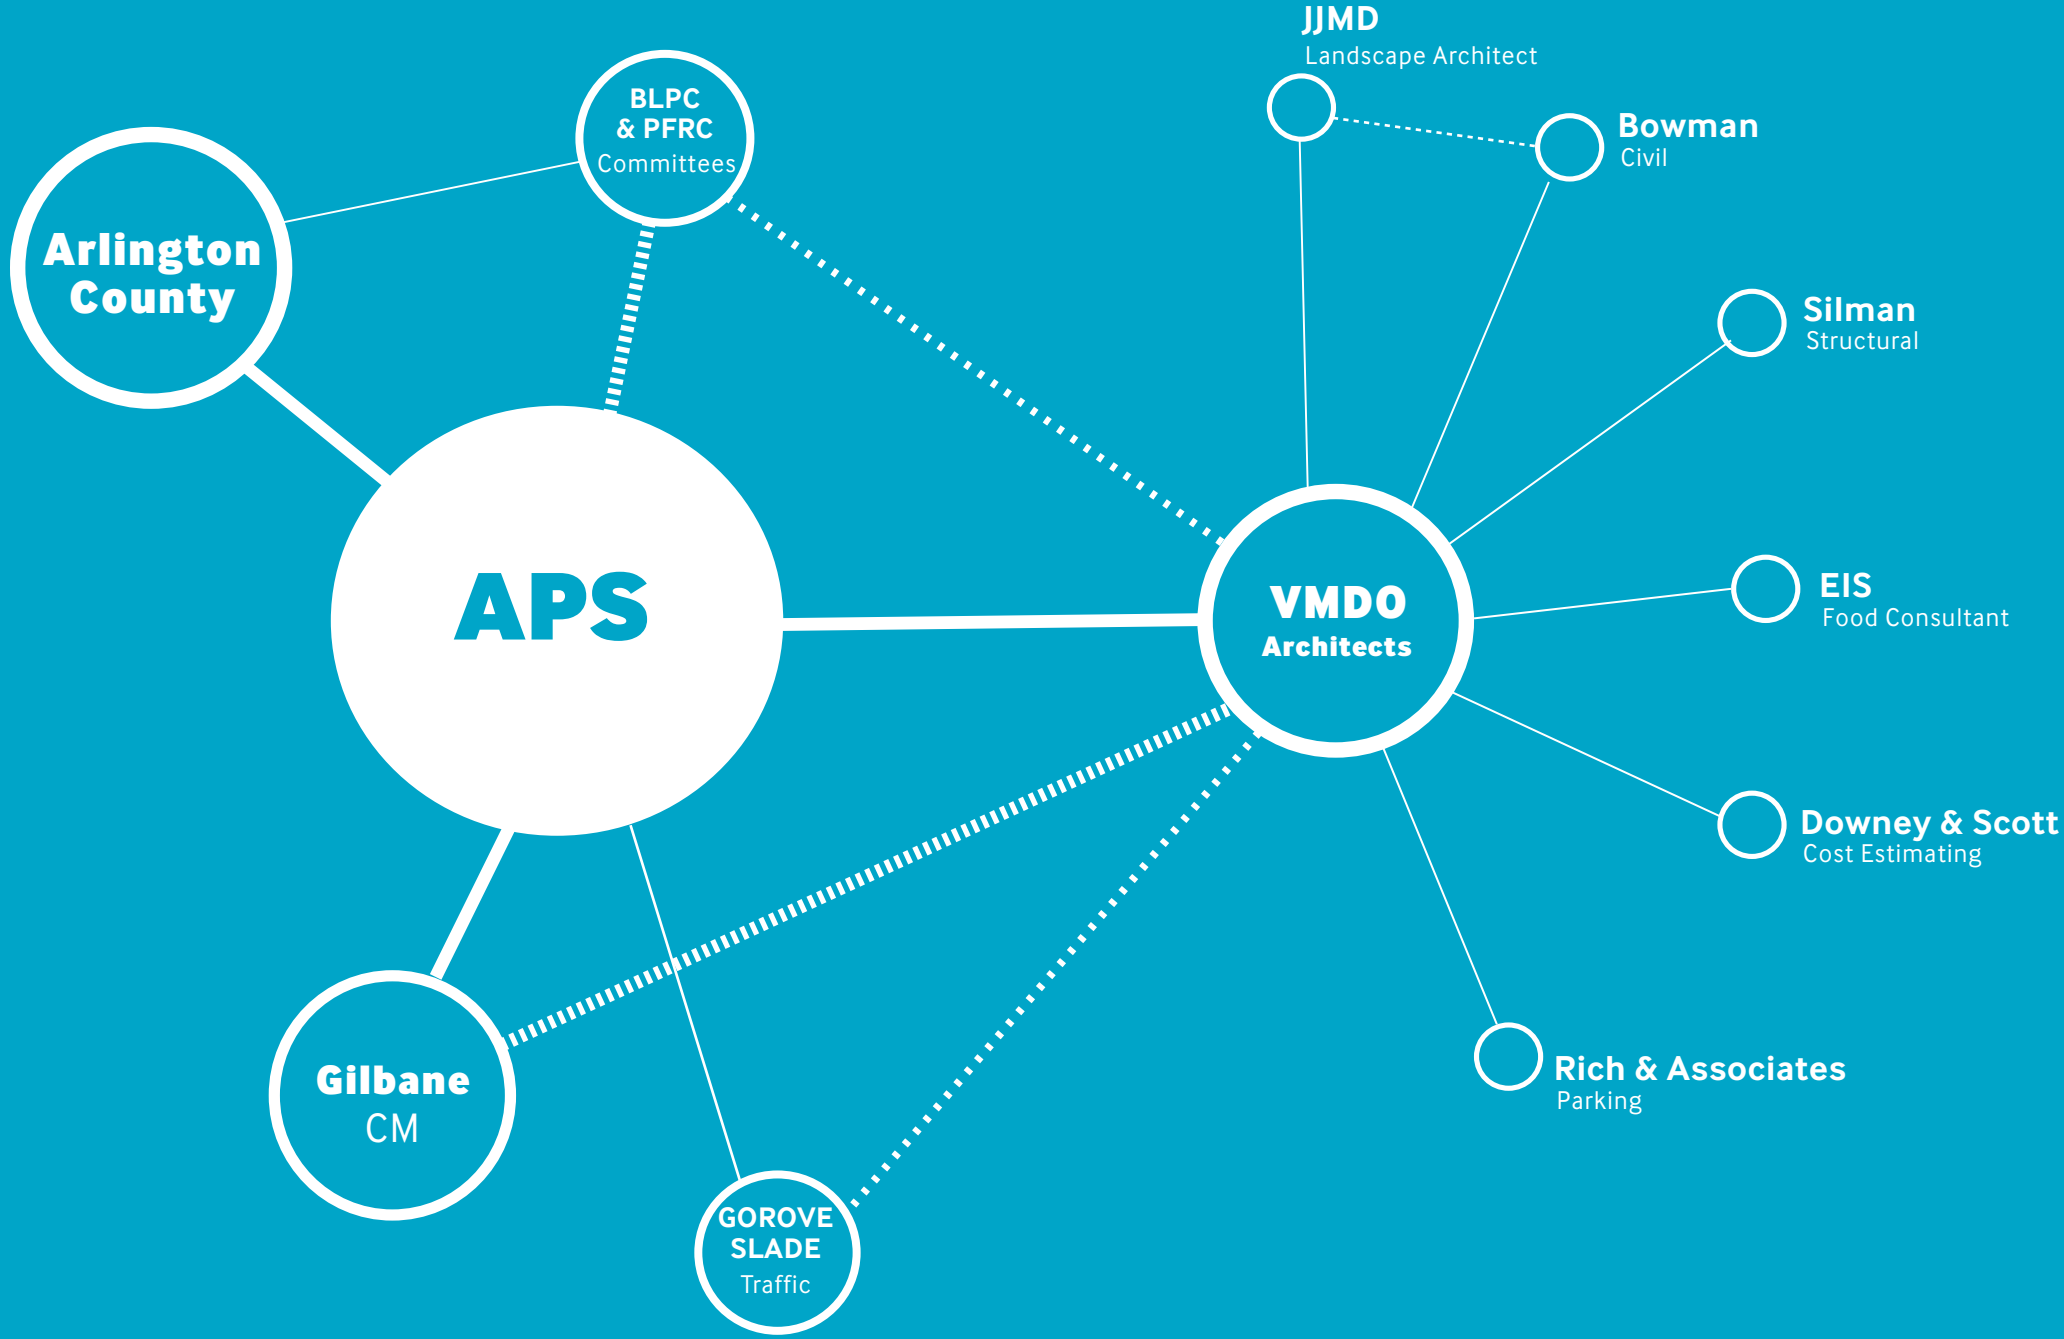 JJMD
Landscape Architect
BLPC
& PFRC
Committees
Bowman
Civil
Arlington
County
Silman
Structural
APS
VMDO
Architects
EIS
Food Consultant
Downey & Scott
Cost Estimating
Gilbane
CM
Rich & Associates
Parking
GOROVE
SLADE
Traffic